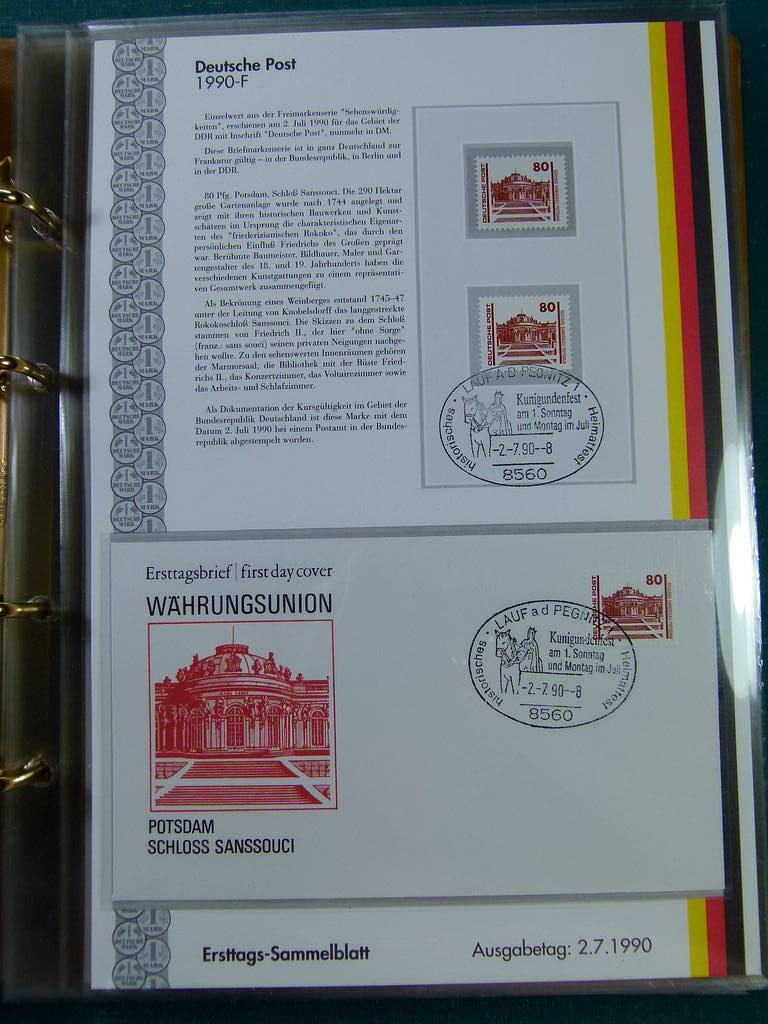 Deutsche Post
1990-F
Einzelwert aus der Freimarkenserie "Sehenswürdig-
keiten", erschienen am 2. Juli 1990 für das Gebiet der
DDR mit Inschrift "Deutsche Post", nunmehr in DM.
Diese Briefmarkenserie ist in ganz Deutschland zur
Frankatur gültig – in der Bundesrepublik, in Berlin und
in der DDR.
80 Pfg. Potsdam, Schloß Sanssouci. Die 290 Hektar
große Gartenanlage wurde nach 1744 angelegt und
zeigt mit ihren historischen Bauwerken und Kunst-
schätzen im Ursprung die charakteristischen Eigenar-
ten des "friederizianischen Rokoko", das durch den
persönlichen Einfluß Friedrichs des Großen geprägt
war. Berühmte Baumeister, Bildhauer, Maler und Gar-
tengestalter des 18. und 19. Jahrhunderts haben die
verschiedenen Kunstgattungen zu einem repräsentati-
ven Gesamtwerk zusammengefügt.
Als Bekrönung eines Weinberges entstand 1745–47
unter der Leitung von Knobelsdorff das langgestreckte
Rokokoschloß Sanssouci. Die Skizzen zu dem Schloß
stammen von Friedrich II., der hier "ohne Sorge"
(franz.: sans souci) seinen privaten Neigungen nachge-
hen wollte. Zu den sehenswerten Innenräumen gehören
der Marmorsaal, die Bibliothek mit der Büste Fried-
richs II., das Konzertzimmer, das Voltairezimmer sowie
das Arbeits- und Schlafzimmer.
Als Dokumentation der Kursgültigkeit im Gebiet der
Bundesrepublik Deutschland ist diese Marke mit dem
Datum 2. Juli 1990 bei einem Postamt in der Bundes-
republik abgestempelt worden.
DEUTSCHE POST
80
DEUTSCHE POST
80
LAUF A·D PEGNITZ 1
historisches · Heimatfest
Kunigundenfest
am 1. Sonntag
und Montag im Juli
-2.-7.90--8
8560
Ersttagsbrief | first day cover
WÄHRUNGSUNION
POTSDAM
SCHLOSS SANSSOUCI
DEUTSCHE POST
80
LAUF a d PEGNITZ 1
historisches · Heimatfest
Kunigundenfest
am 1. Sonntag
und Montag im Juli
-2.-7.90--8
8560
Ersttags-Sammelblatt
Ausgabetag: 2.7.1990
1
DEUTSCHE
MARK